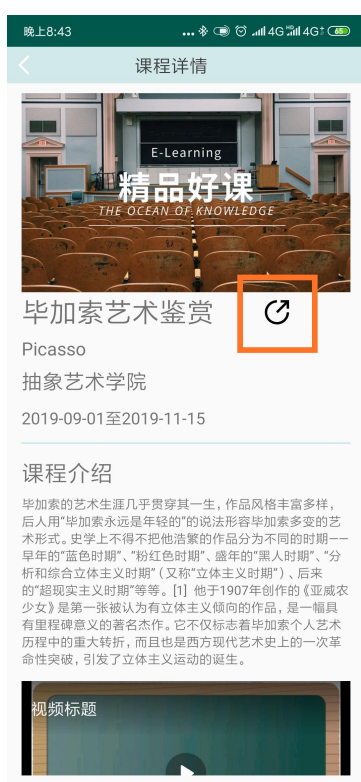 晚上8:43
4G 4G 65
课程详情
E-Learning
精品好课
THE OCEAN OF KNOWLEDGE
毕加索艺术鉴赏
Picasso
抽象艺术学院
2019-09-01至2019-11-15
课程介绍
毕加索的艺术生涯几乎贯穿其一生，作品风格丰富多样，
后人用“毕加索永远是年轻的”的说法形容毕加索多变的艺
术形式。史学上不得不把他浩繁的作品分为不同的时期——
早年的“蓝色时期”、“粉红色时期”、盛年的“黑人时期”、“分
析和综合立体主义时期”（又称“立体主义时期”）、后来
的“超现实主义时期”等等。[1] 他于1907年创作的《亚威农
少女》是第一张被认为有立体主义倾向的作品，是一幅具
有里程碑意义的著名杰作。它不仅标志着毕加索个人艺术
历程中的重大转折，而且也是西方现代艺术史上的一次革
命性突破，引发了立体主义运动的诞生。
视频标题